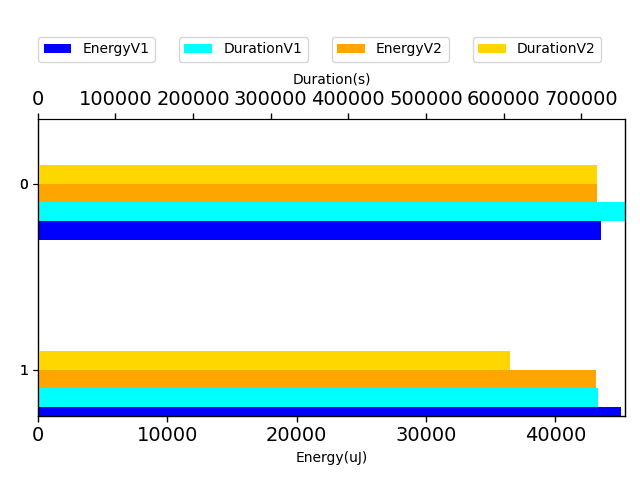 EnergyV1 DurationV1 EnergyV2 DurationV2
Duration(s)
0 100000 200000 300000 400000 500000 600000 700000
0
1
0 10000 20000 30000 40000
Energy(uJ)